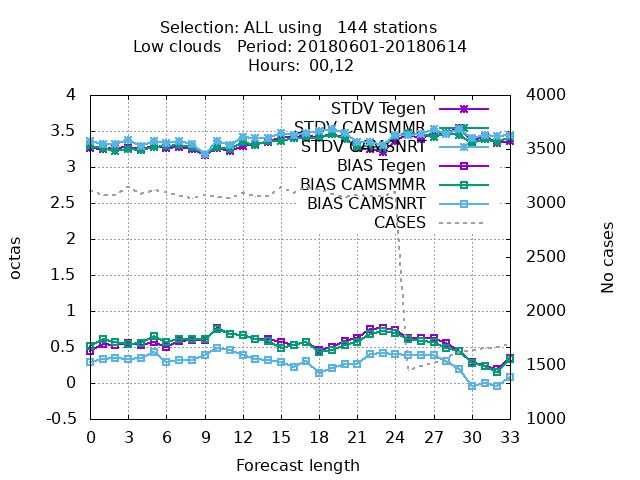 Selection: ALL using   144 stations
Low clouds   Period: 20180601-20180614
Hours:  00,12
4
3.5
3
2.5
2
1.5
1
0.5
0
-0.5
4000
3500
3000
2500
2000
1500
1000
0 3 6 9 12 15 18 21 24 27 30 33
octas
No cases
Forecast length
STDV Tegen
STDV CAMSMMR
STDV CAMSNRT
BIAS Tegen
BIAS CAMSMMR
BIAS CAMSNRT
CASES